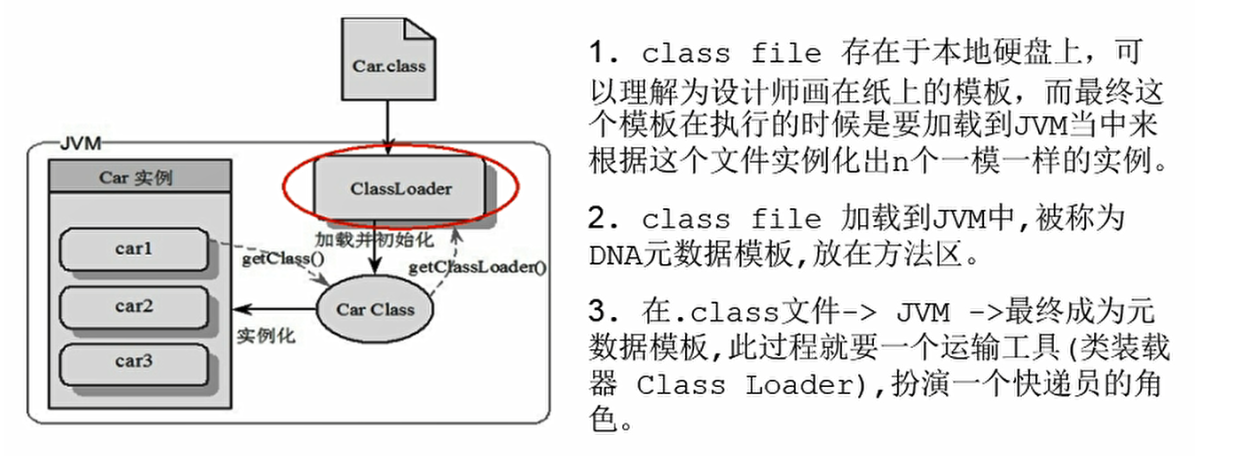 Car.class
JVM
Car 实例
ClassLoader
car1
加载并初始化
getClass()
getClassLoader()
car2
Car Class
实例化
car3
1. class file 存在于本地硬盘上，可
以理解为设计师画在纸上的模板，而最终这
个模板在执行的时候是要加载到JVM当中来
根据这个文件实例化出n个一模一样的实例。
2. class file 加载到JVM中,被称为
DNA元数据模板,放在方法区。
3. 在.class文件-> JVM ->最终成为元
数据模板,此过程就要一个运输工具(类装载
器 Class Loader),扮演一个快递员的角
色。